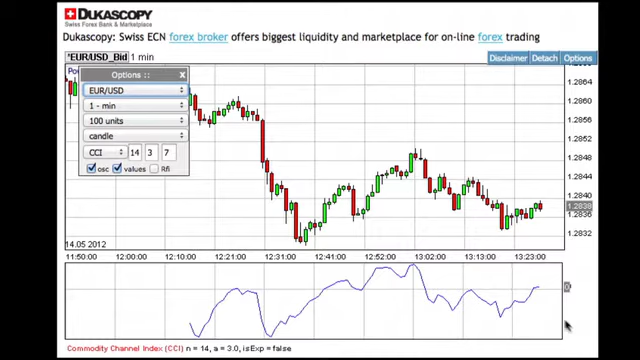 DUKASCOPY
Swiss Forex Bank & Marketplace
Dukascopy: Swiss ECN forex broker offers biggest liquidity and marketplace for on-line forex trading
'EUR/USD_Bid 1 min
Disclaimer Detach Options
Options ::
x
EUR/USD
1 - min
100 units
candle
CCI 14 3 7
osc values Rfi
1.2864
1.2860
1.2856
1.2852
1.2848
1.2844
1.2840
1.2839
1.2836
1.2832
14.05 2012
11:50:00 12:00:00 12:10:00 12:20:00 12:31:00 12:41:00 12:52:00 13:02:00 13:13:00 13:23:00
0
Commodity Channel Index (CCI) n = 14, a = 3.0, isExp = false